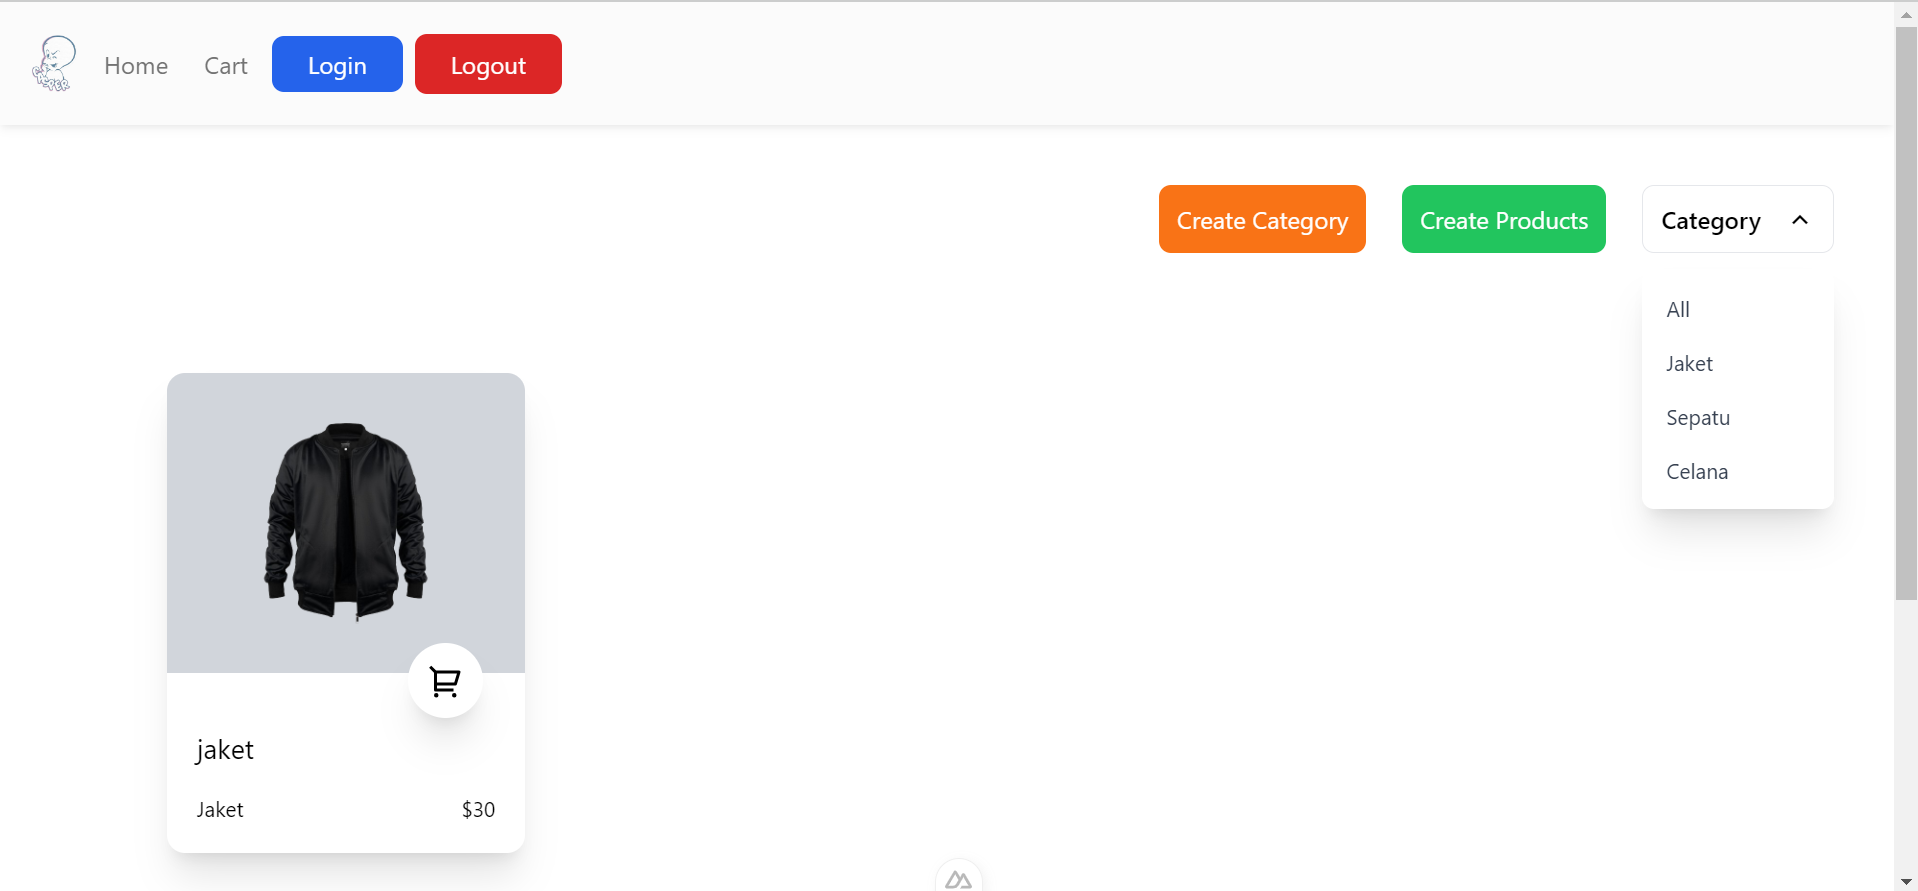 Home
Cart
Login
Logout
Create Category
Create Products
Category
All
Jaket
Sepatu
Celana
jaket
Jaket
$30